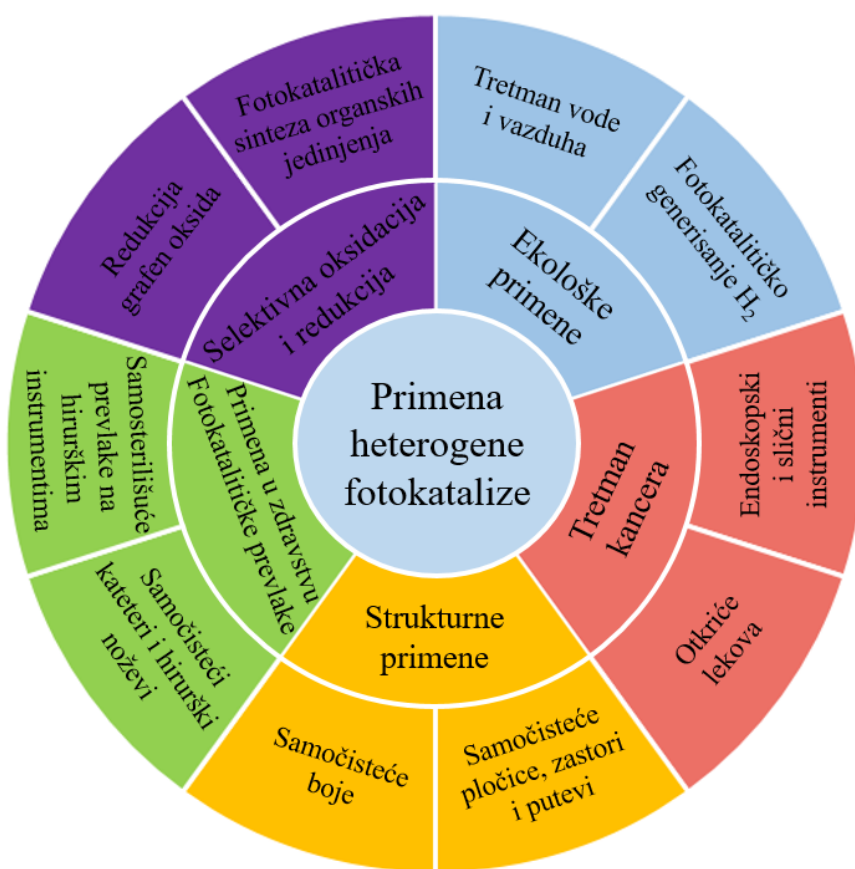 Primena
heterogene
fotokatalize
Ekološke
primene
Tretman vode
i vazduha
Fotokatalitičko
generisanje H₂
Tretman
kancera
Endoskopski
i slični
instrumenti
Otkriće
lekova
Strukturne
primene
Samočisteće
pločice, zastori
i putevi
Samočisteće
boje
Primena u zdravstvu
Fotokatalitičke prevlake
Samočisteći
kateteri i hirurški
noževi
Samosterilišuće
prevlake na
hirurškim
instrumentima
Selektivna oksidacija
i redukcija
Redukcija
grafen oksida
Fotokatalitička
sinteza organskih
jedinjenja